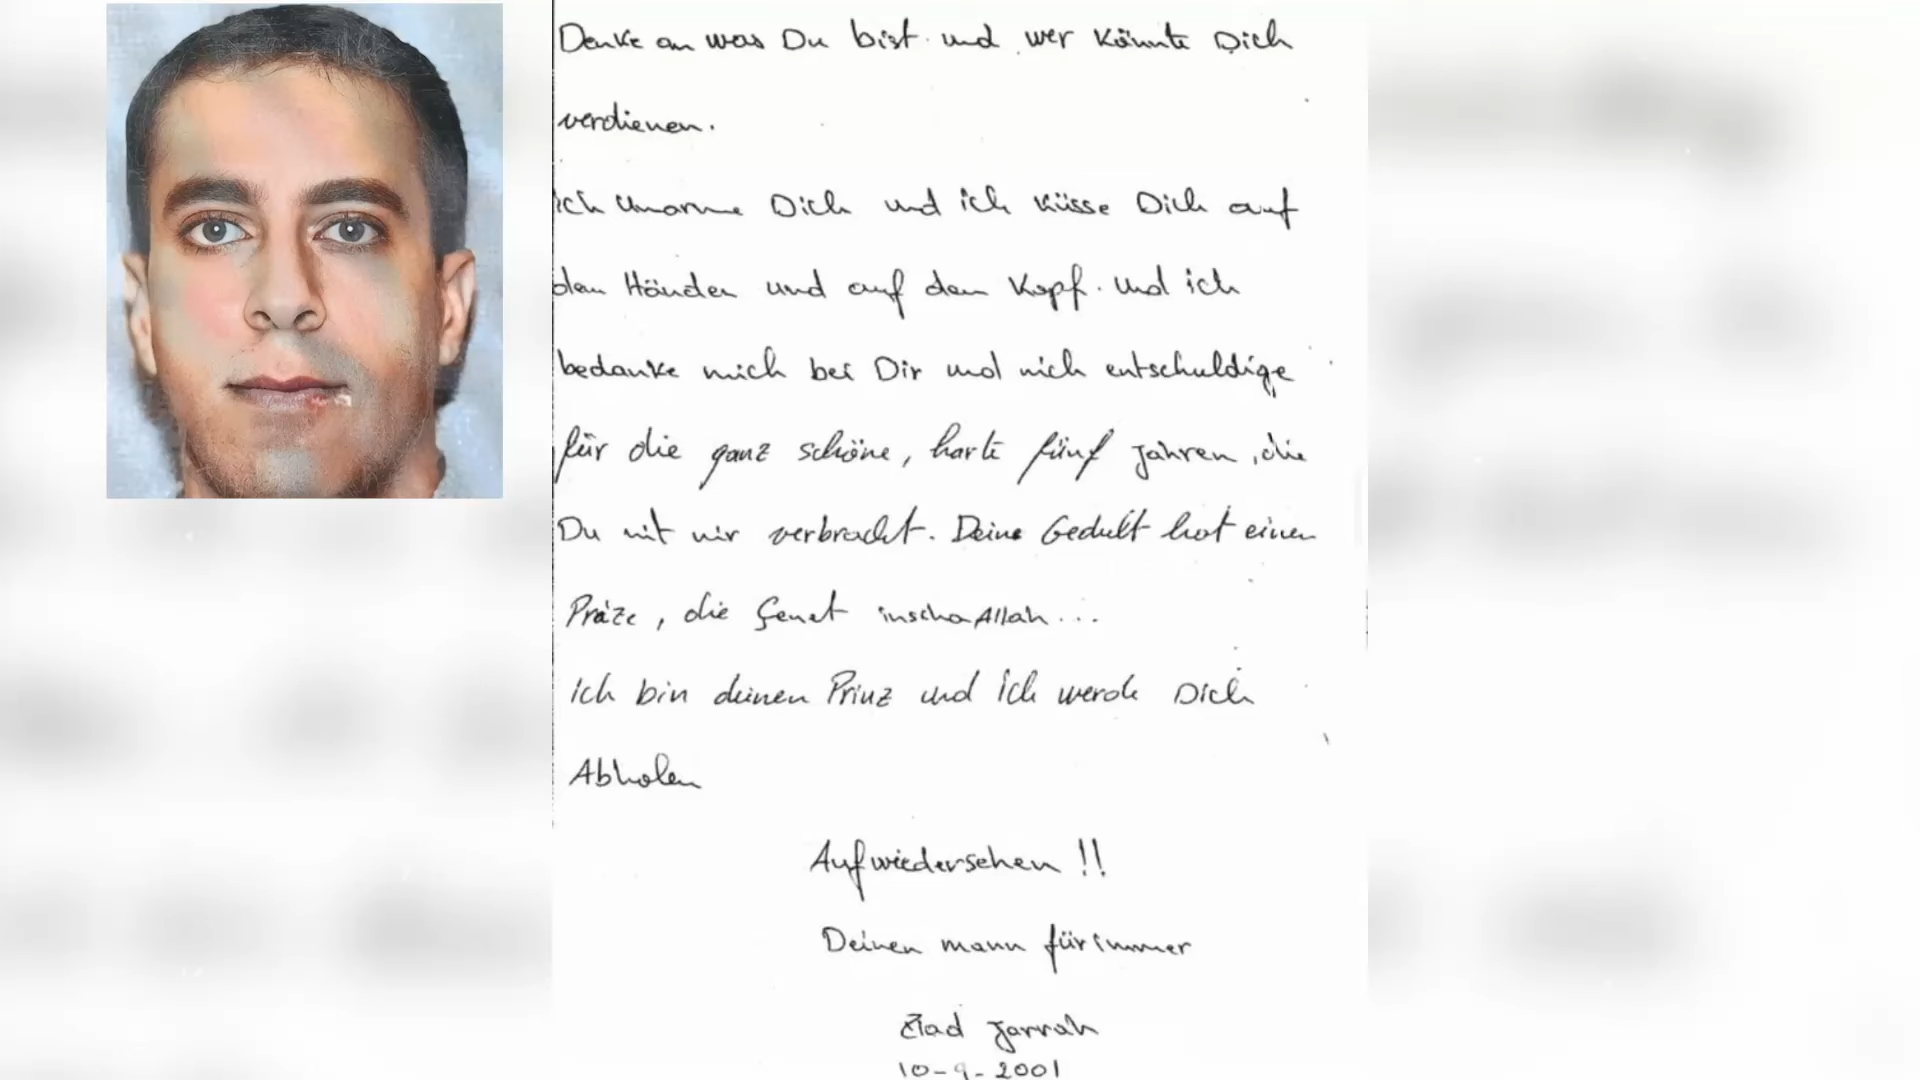 Denke an was Du bist und wer könnte Dich
verdienen.
ich Umarme Dich und ich küsse Dich auf
den Händen und auf dem Kopf. Und ich
bedanke mich bei Dir und mich entschuldige
für die ganz schöne, harte fünf Jahren, die
Du mit mir verbracht. Deine Gedult hat einen
Präze, die Genet inschaAllah...
ich bin deinen Prinz und ich werde Dich
Abholen
Aufwiedersehen !!
Deinen mann für immer
Ziad Jarrah
10-9-2001